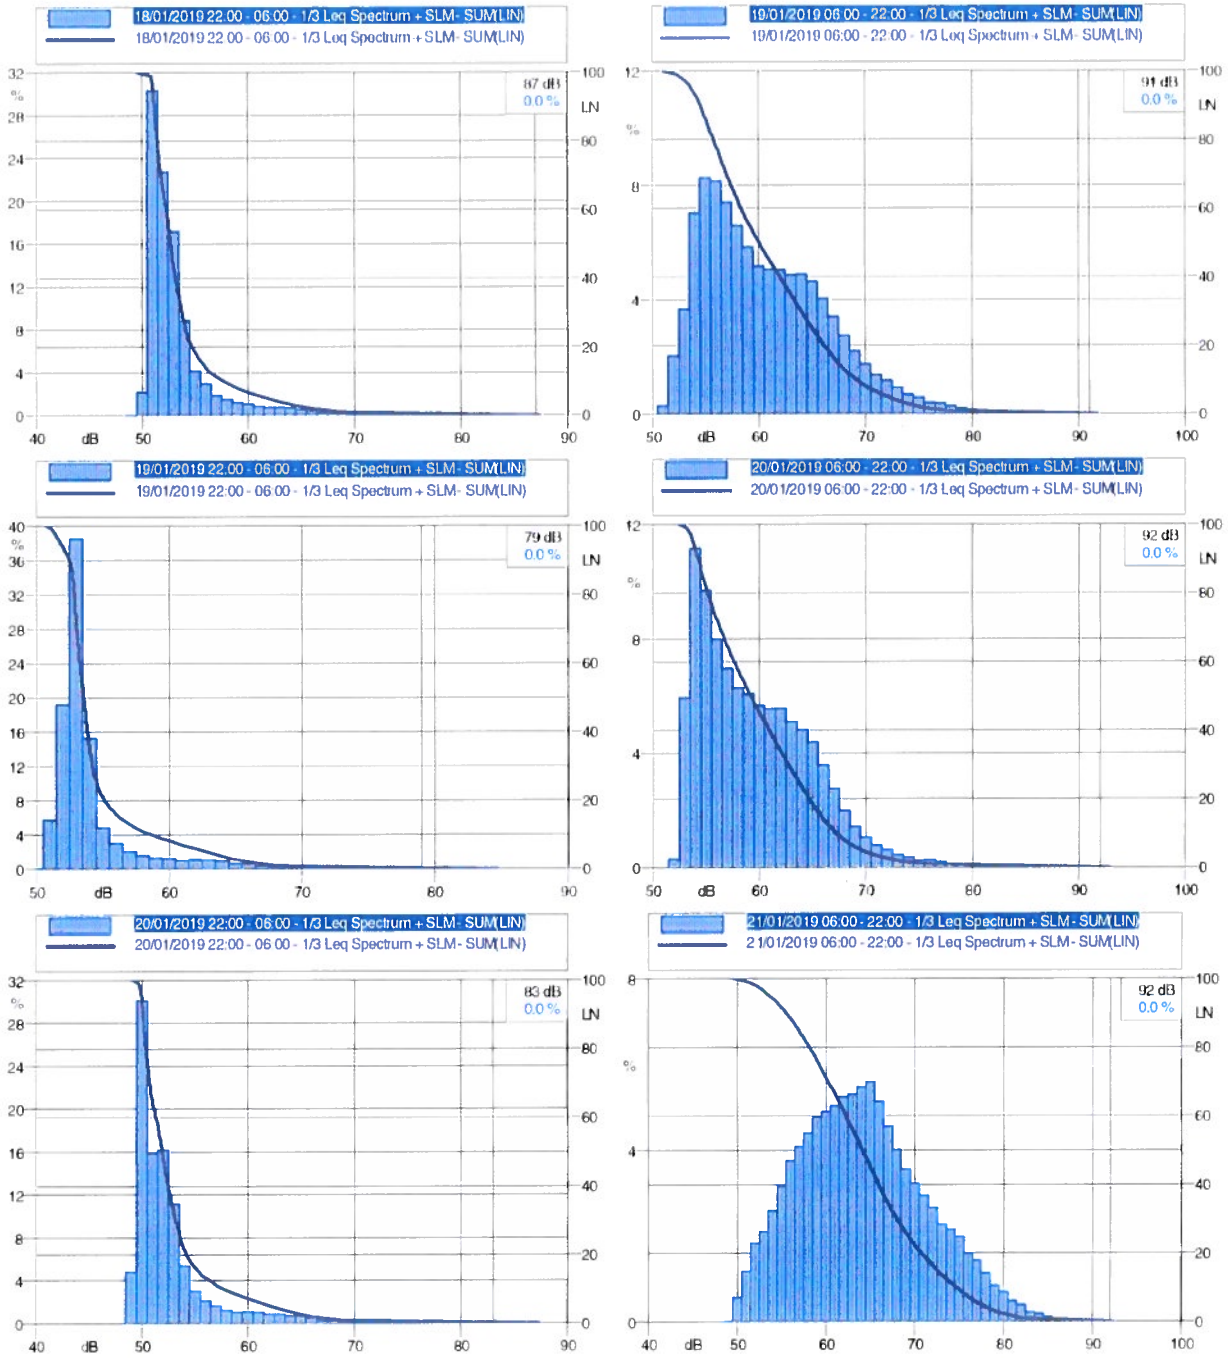 18/01/2019 22:00 - 06:00 - 1/3 Leq Spectrum + SLM - SUM(LIN)
18/01/2019 22:00 - 06:00 - 1/3 Leq Spectrum + SLM - SUM(LIN)
32 28 24 20 16 12 8 4 0
%
87 dB
0.0 %
100 80 60 40 20 0
LN
40 dB 50 60 70 80 90
19/01/2019 06:00 - 22:00 - 1/3 Leq Spectrum + SLM - SUM(LIN)
19/01/2019 06:00 - 22:00 - 1/3 Leq Spectrum + SLM - SUM(LIN)
12 8 4 0
%
91 dB
0.0 %
100 80 60 40 20 0
LN
50 dB 60 70 80 90 100
19/01/2019 22:00 - 06:00 - 1/3 Leq Spectrum + SLM - SUM(LIN)
19/01/2019 22:00 - 06:00 - 1/3 Leq Spectrum + SLM - SUM(LIN)
40 36 32 28 24 20 16 12 8 4 0
%
79 dB
0.0 %
100 80 60 40 20 0
LN
50 dB 60 70 80 90
20/01/2019 06:00 - 22:00 - 1/3 Leq Spectrum + SLM - SUM(LIN)
20/01/2019 06:00 - 22:00 - 1/3 Leq Spectrum + SLM - SUM(LIN)
12 8 4 0
%
92 dB
0.0 %
100 80 60 40 20 0
LN
50 dB 60 70 80 90 100
20/01/2019 22:00 - 06:00 - 1/3 Leq Spectrum + SLM - SUM(LIN)
20/01/2019 22:00 - 06:00 - 1/3 Leq Spectrum + SLM - SUM(LIN)
32 28 24 20 16 12 8 4 0
%
83 dB
0.0 %
100 80 60 40 20 0
LN
40 dB 50 60 70 80 90
21/01/2019 06:00 - 22:00 - 1/3 Leq Spectrum + SLM - SUM(LIN)
21/01/2019 06:00 - 22:00 - 1/3 Leq Spectrum + SLM - SUM(LIN)
8 4 0
%
92 dB
0.0 %
100 80 60 40 20 0
LN
40 dB 50 60 70 80 90 100